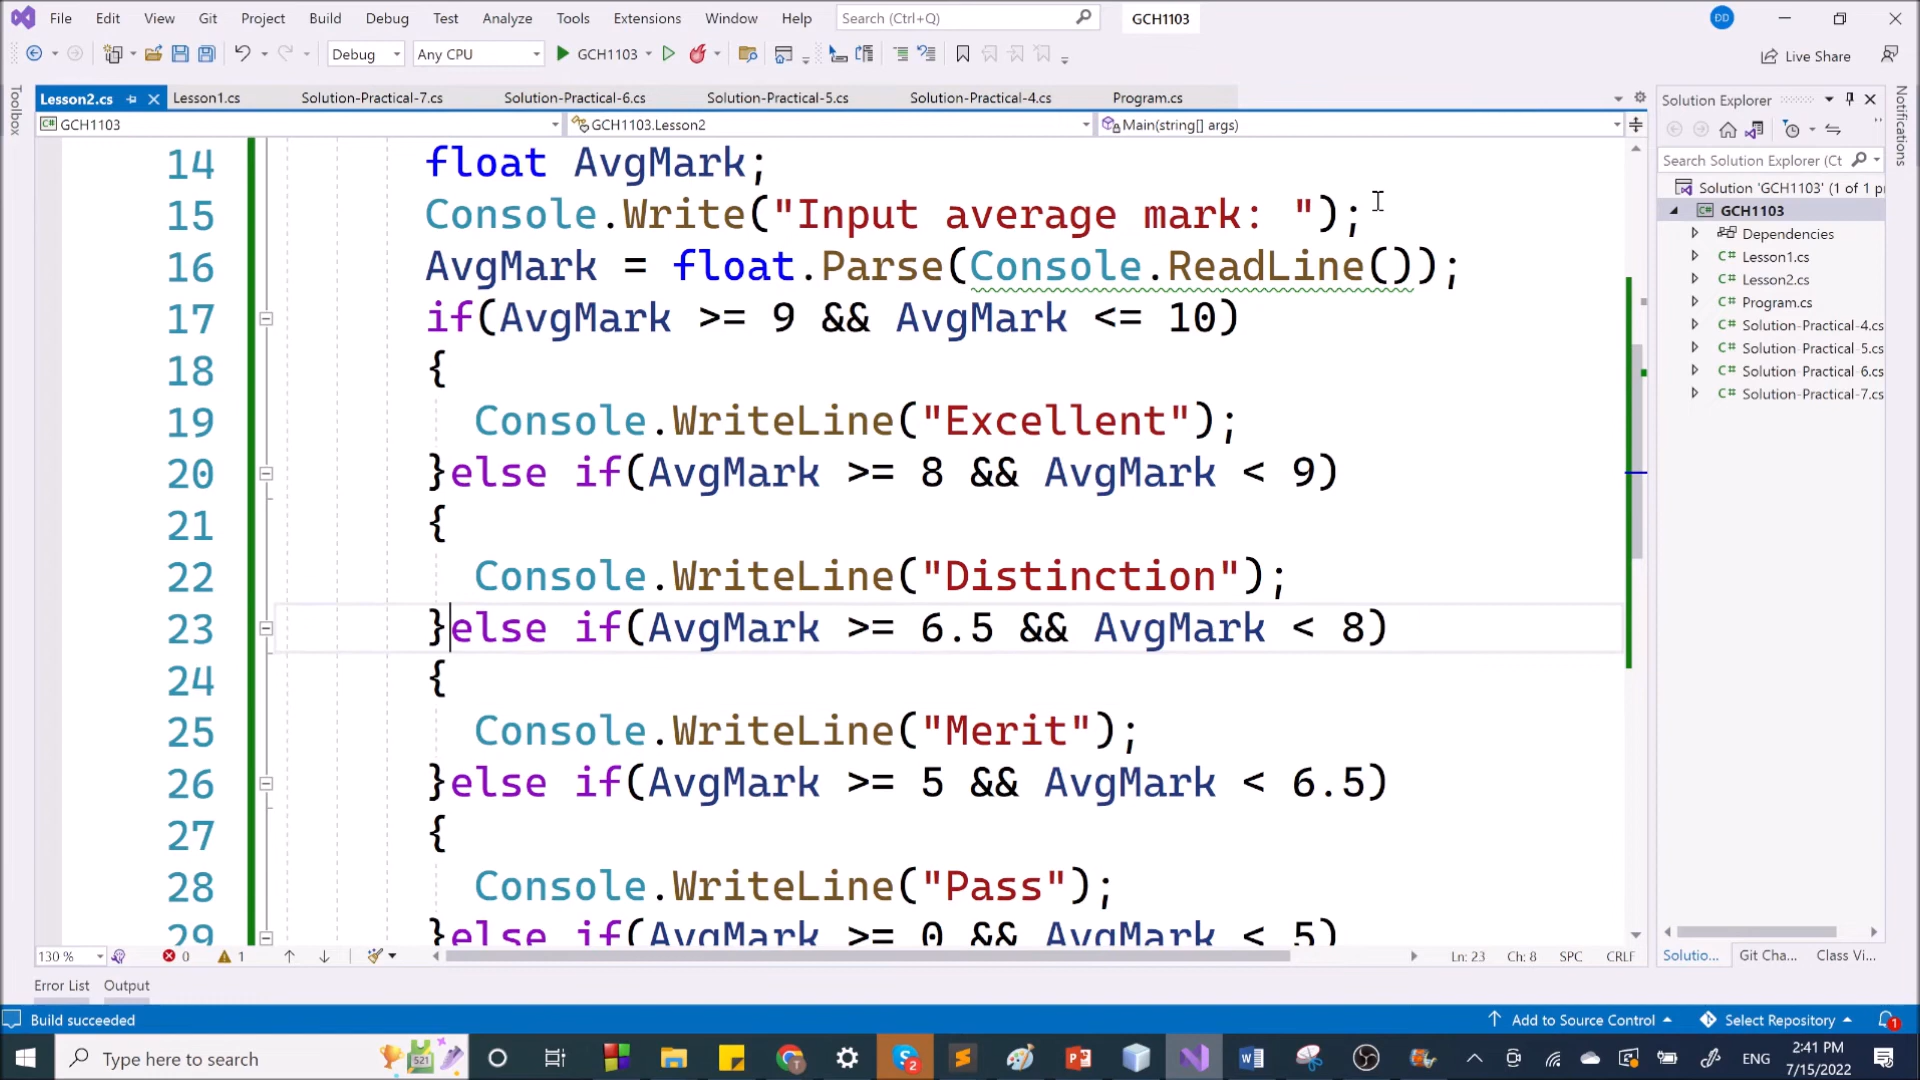 File Edit View Git Project Build Debug Test Analyze Tools Extensions Window Help Search (Ctrl+Q) GCH1103 ĐD
Debug Any CPU GCH1103 Live Share
Toolbox
Lesson2.cs Lesson1.cs Solution-Practical-7.cs Solution-Practical-6.cs Solution-Practical-5.cs Solution-Practical-4.cs Program.cs
GCH1103 GCH1103.Lesson2 Main(string[] args)
14 float AvgMark;
15 Console.Write("Input average mark: ");
16 AvgMark = float.Parse(Console.ReadLine());
17 if(AvgMark >= 9 && AvgMark <= 10)
18 {
19 Console.WriteLine("Excellent");
20 }else if(AvgMark >= 8 && AvgMark < 9)
21 {
22 Console.WriteLine("Distinction");
23 }else if(AvgMark >= 6.5 && AvgMark < 8)
24 {
25 Console.WriteLine("Merit");
26 }else if(AvgMark >= 5 && AvgMark < 6.5)
27 {
28 Console.WriteLine("Pass");
29 }else if(AvgMark >= 0 && AvgMark < 5)
130 % 0 1 Ln: 23 Ch: 8 SPC CRLF
Solution Explorer
Search Solution Explorer (Ct
Solution 'GCH1103' (1 of 1 pr
GCH1103
Dependencies
C# Lesson1.cs
C# Lesson2.cs
C# Program.cs
C# Solution-Practical-4.cs
C# Solution-Practical-5.cs
C# Solution-Practical-6.cs
C# Solution-Practical-7.cs
Solutio... Git Cha... Class Vi...
Notifications
Error List Output
Build succeeded Add to Source Control Select Repository 1
Type here to search 521 2 ENG 2:41 PM
7/15/2022